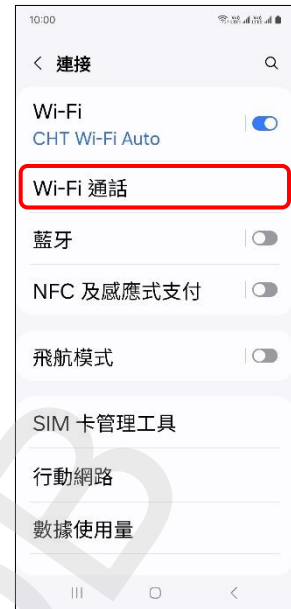 10:00
連接
Wi-Fi
CHT Wi-Fi Auto
Wi-Fi 通話
藍牙
NFC 及感應式支付
飛航模式
SIM 卡管理工具
行動網路
數據使用量